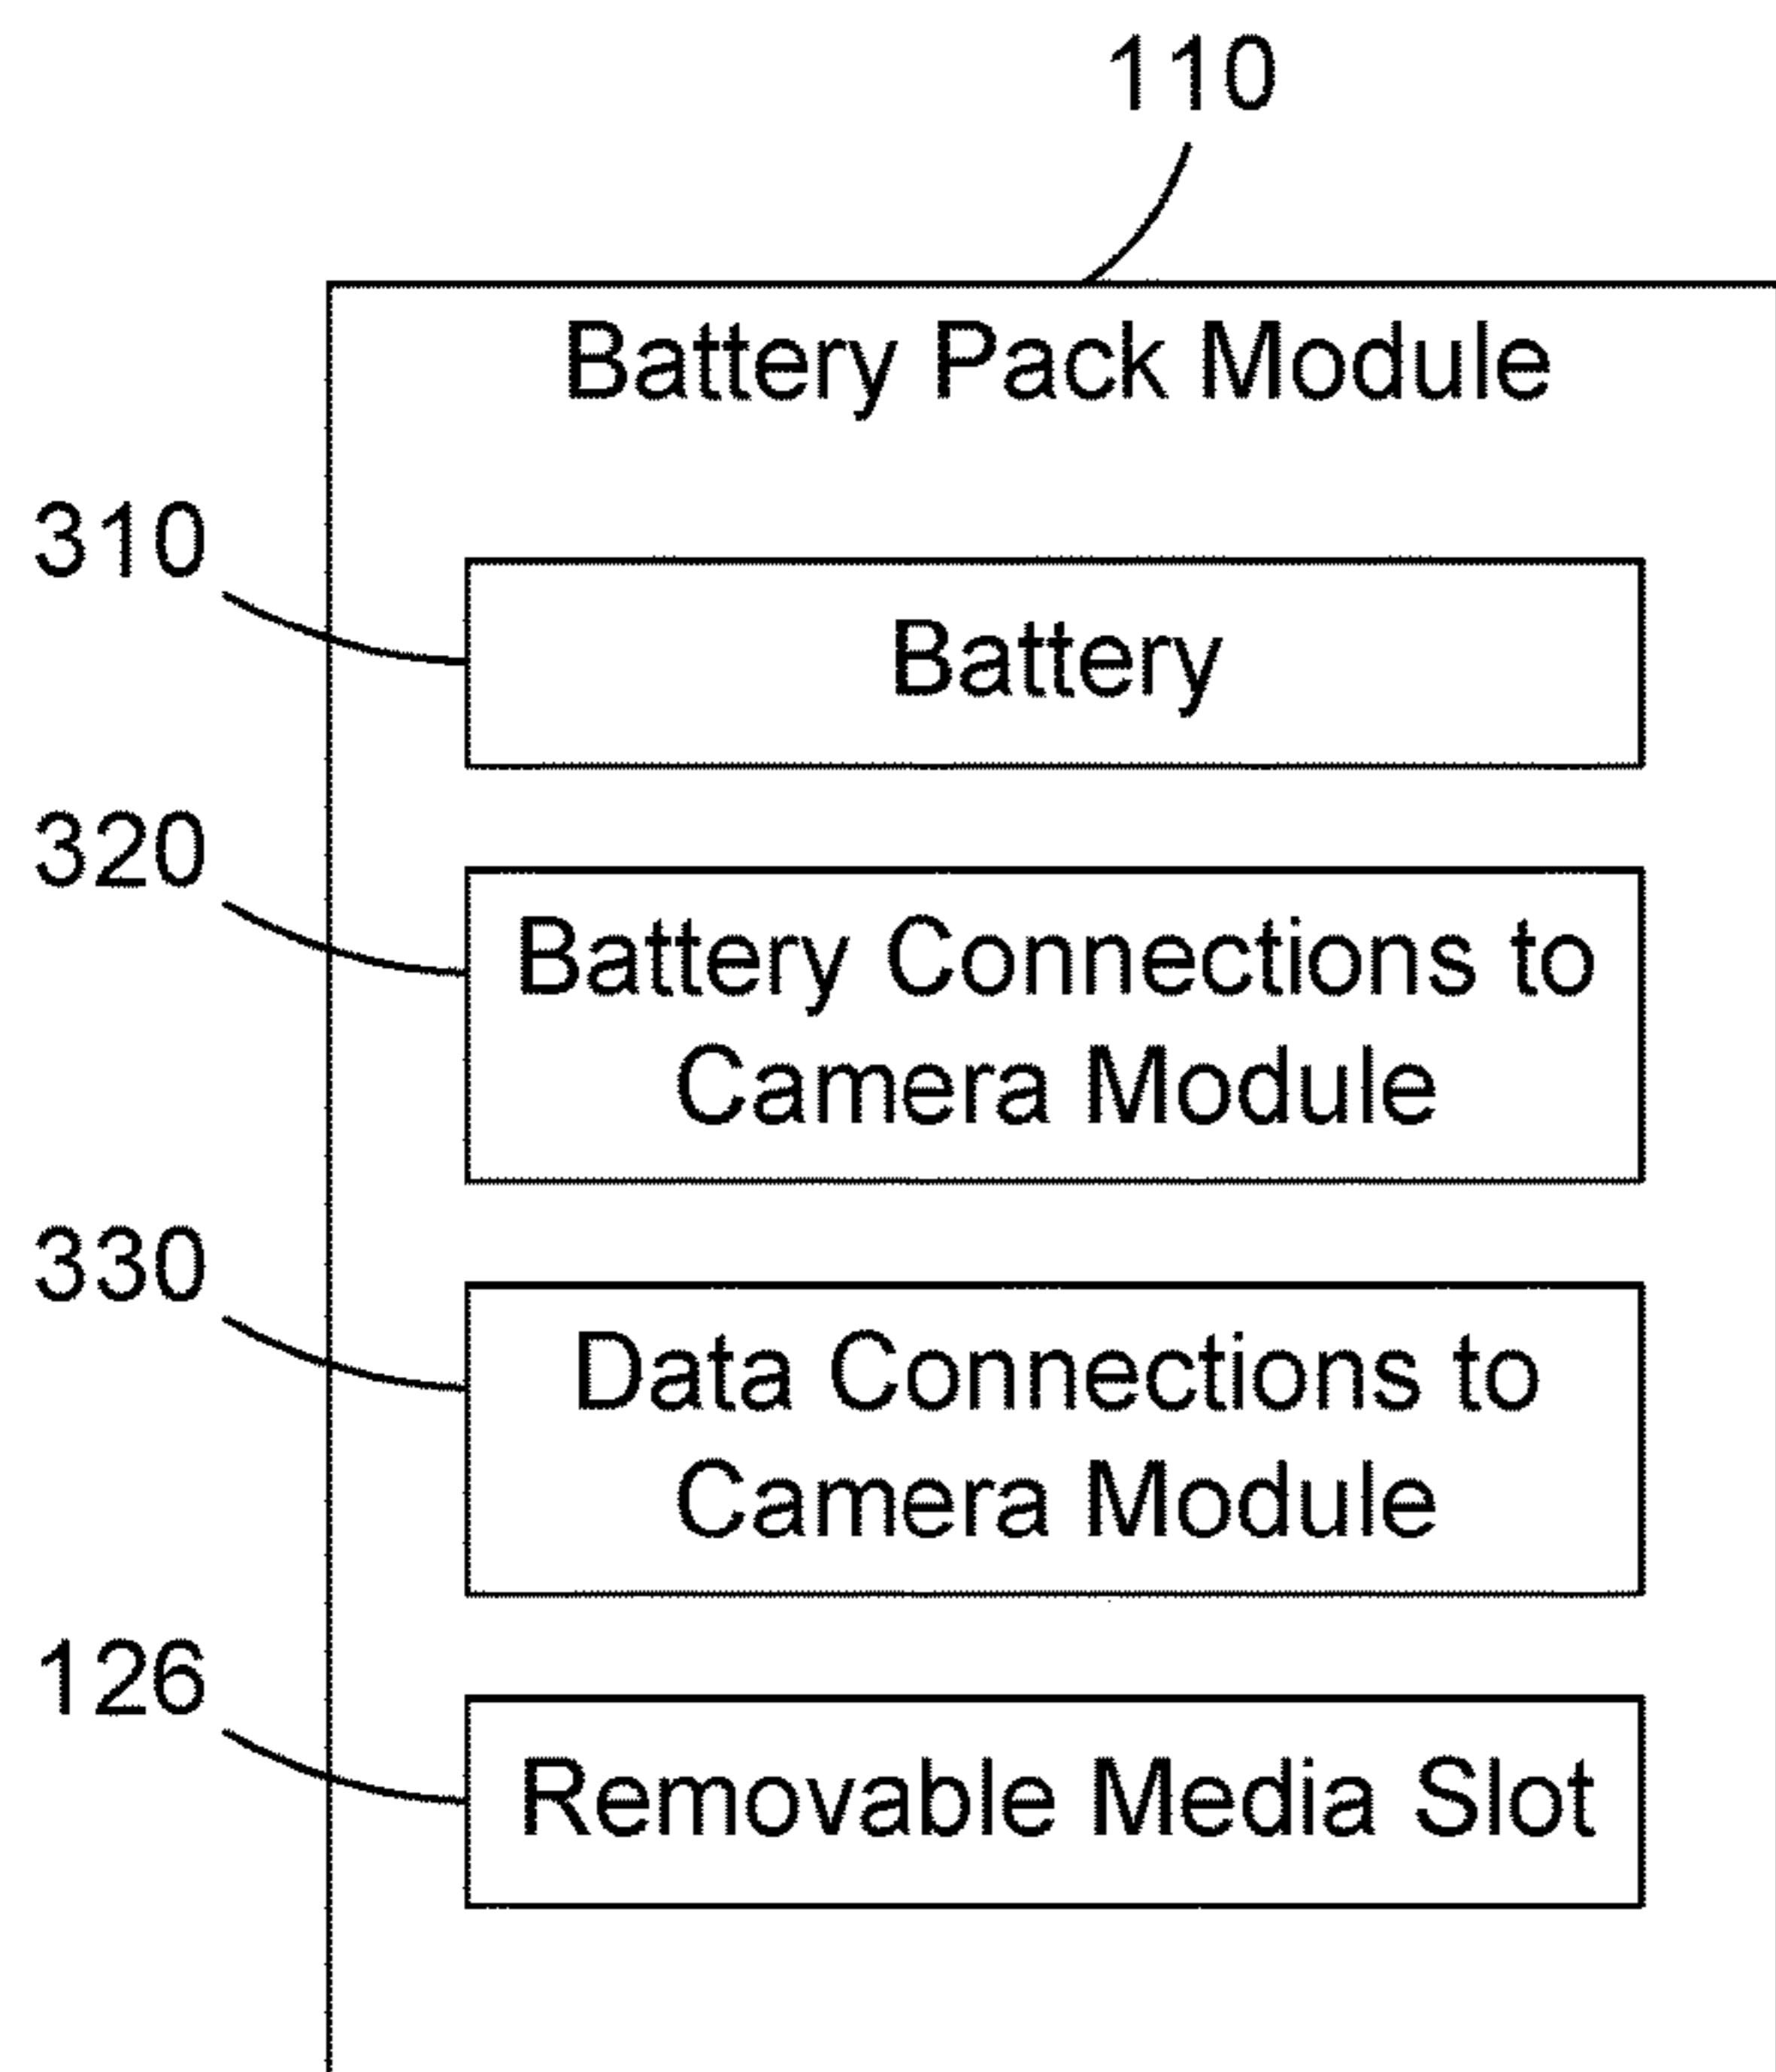 110
Battery Pack Module
310
Battery
320
Battery Connections to
Camera Module
330
Data Connections to
Camera Module
126
Removable Media Slot